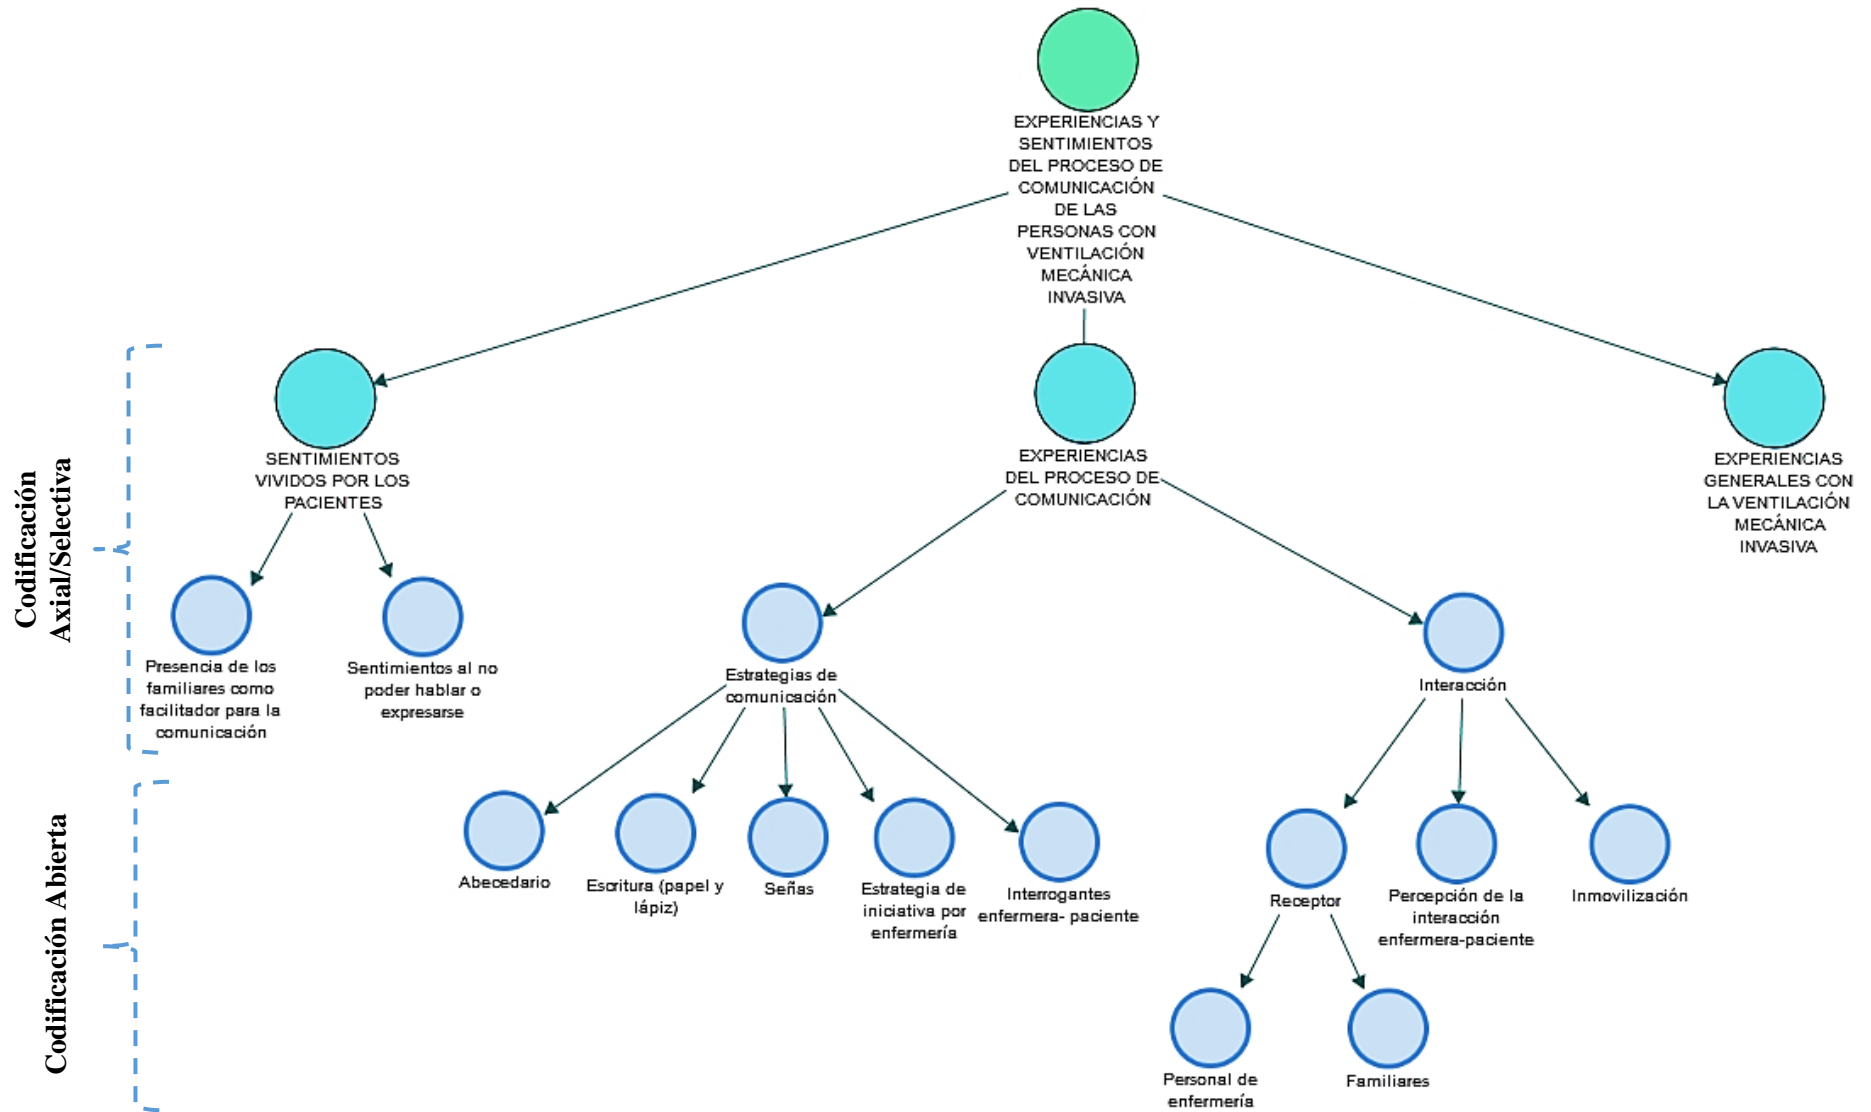 EXPERIENCIAS Y
SENTIMIENTOS
DEL PROCESO DE
COMUNICACIÓN
DE LAS
PERSONAS CON
VENTILACIÓN
MECÁNICA
INVASIVA
Codificación
Axial/Selectiva
SENTIMIENTOS
VIVIDOS POR LOS
PACIENTES
EXPERIENCIAS
DEL PROCESO DE
COMUNICACIÓN
EXPERIENCIAS
GENERALES CON
LA VENTILACIÓN
MECÁNICA
INVASIVA
Presencia de los
familiares como
facilitador para la
comunicación
Sentimientos al no
poder hablar o
expresarse
Estrategias de
comunicación
Interacción
Codificación Abierta
Abecedario
Escritura (papel y
lápiz)
Señas
Estrategia de
iniciativa por
enfermería
Interrogantes
enfermera- paciente
Receptor
Percepción de la
interacción
enfermera-paciente
Inmovilización
Personal de
enfermería
Familiares